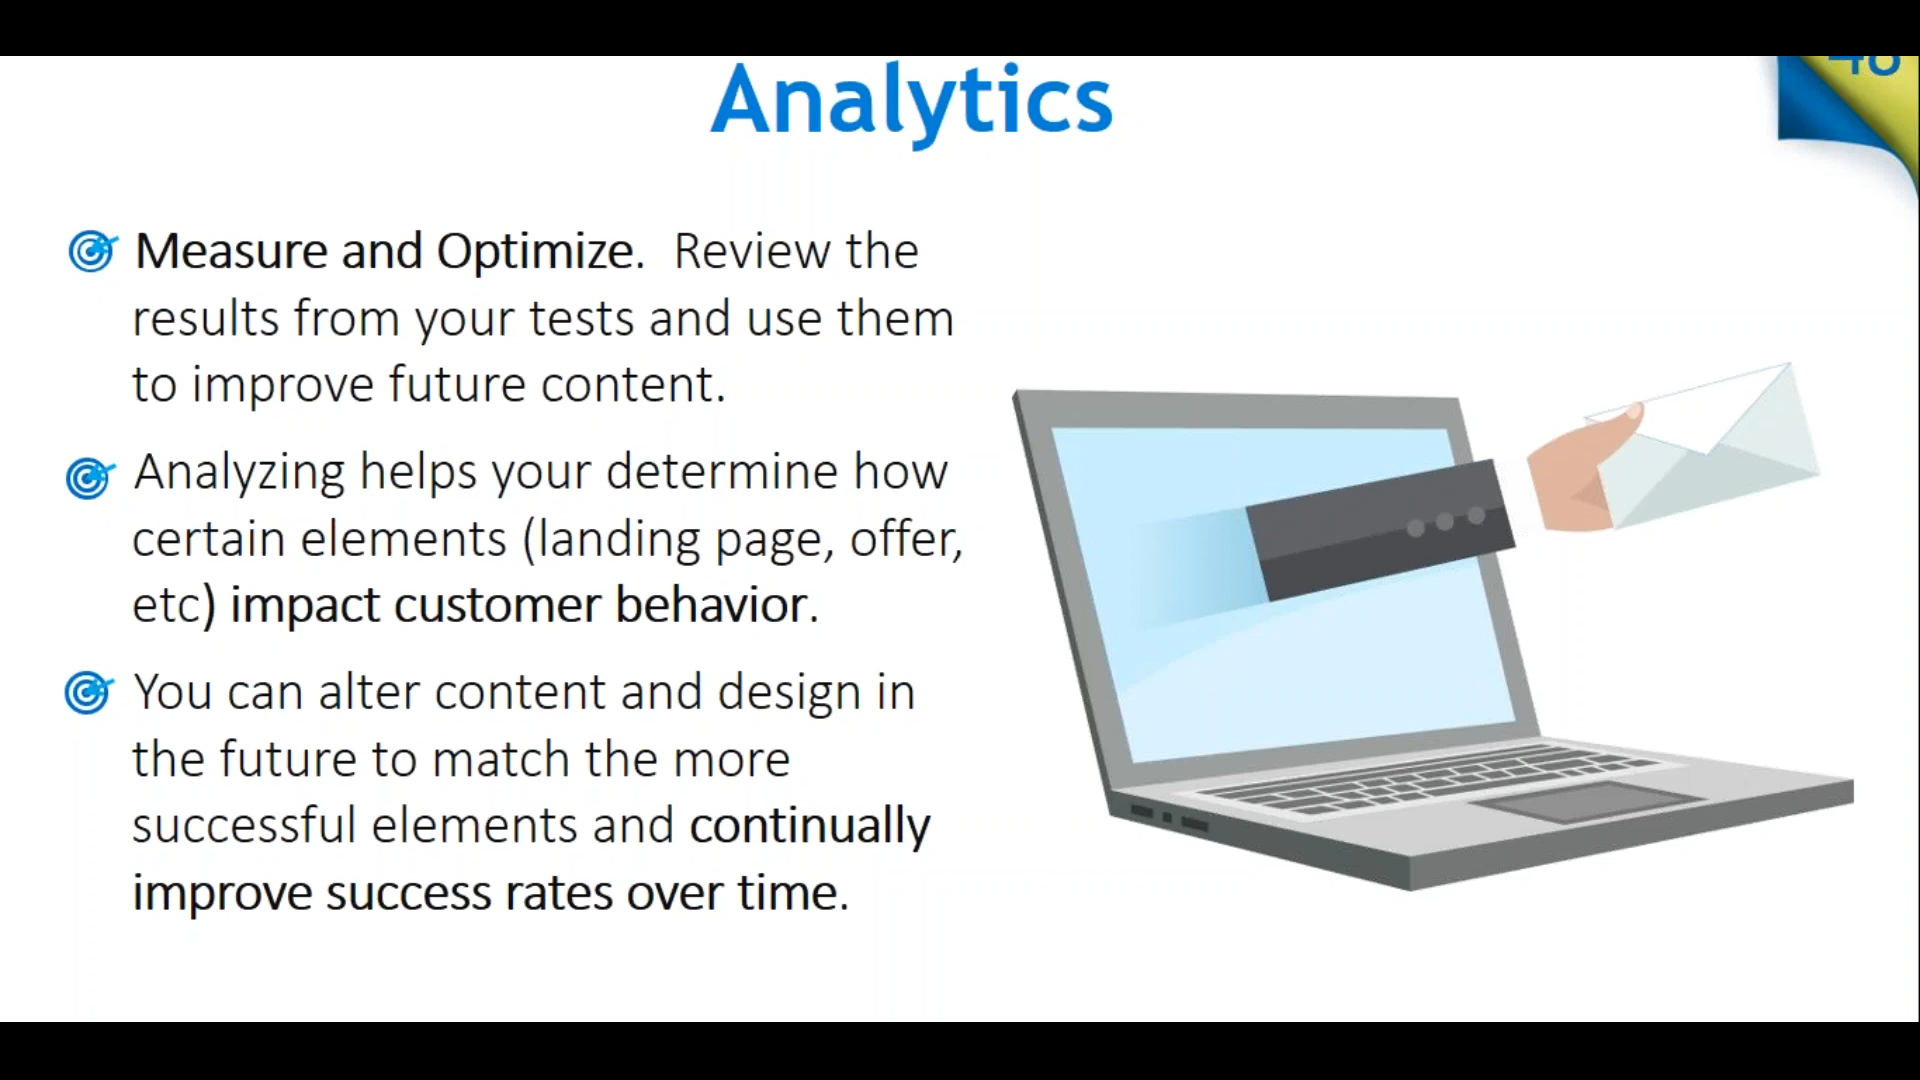 Analytics
Measure and Optimize. Review the
results from your tests and use them
to improve future content.
Analyzing helps your determine how
certain elements (landing page, offer,
etc) impact customer behavior.
You can alter content and design in
the future to match the more
successful elements and continually
improve success rates over time.